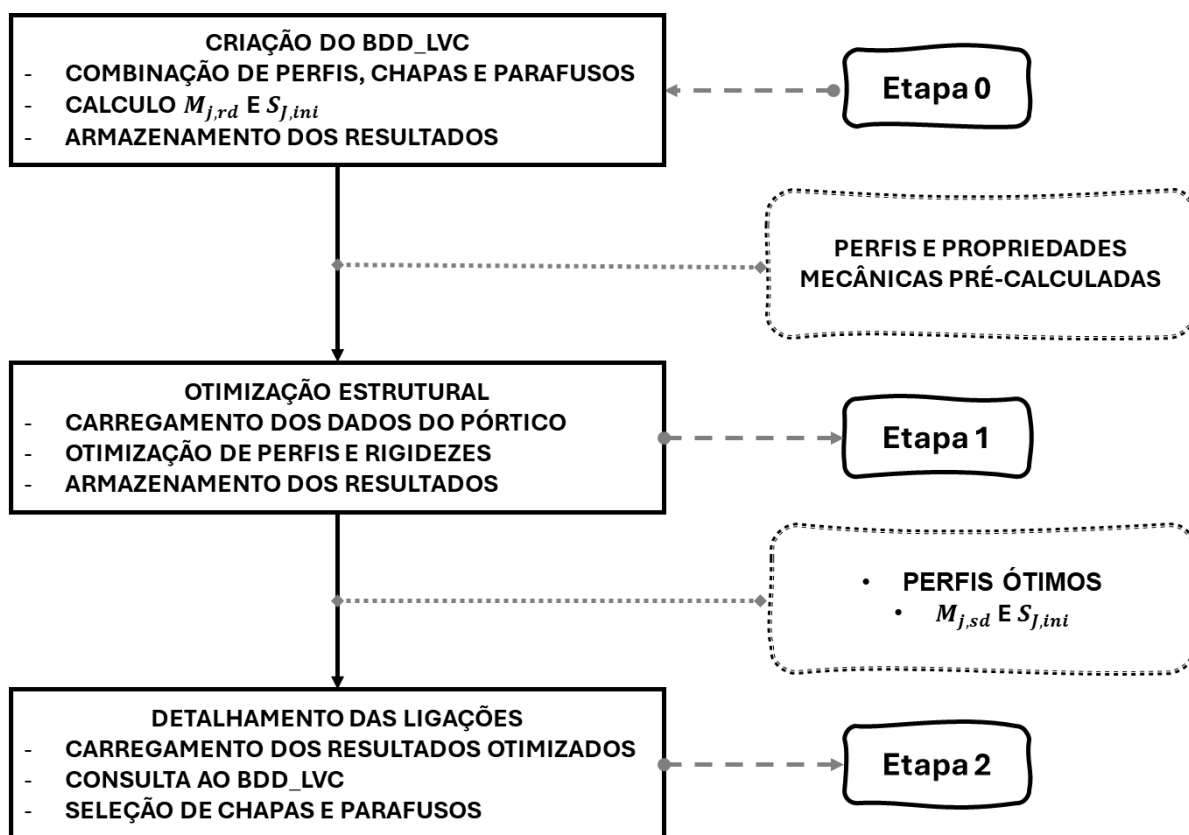 CRIAÇÃO DO BDD_LVC
- COMBINAÇÃO DE PERFIS, CHAPAS E PARAFUSOS
- CALCULO M_{j,rd} E S_{J,ini}
- ARMAZENAMENTO DOS RESULTADOS
Etapa 0
PERFIS E PROPRIEDADES
MECÂNICAS PRÉ-CALCULADAS
OTIMIZAÇÃO ESTRUTURAL
- CARREGAMENTO DOS DADOS DO PÓRTICO
- OTIMIZAÇÃO DE PERFIS E RIGIDEZES
- ARMAZENAMENTO DOS RESULTADOS
Etapa 1
• PERFIS ÓTIMOS
• M_{j,sd} E S_{J,ini}
DETALHAMENTO DAS LIGAÇÕES
- CARREGAMENTO DOS RESULTADOS OTIMIZADOS
- CONSULTA AO BDD_LVC
- SELEÇÃO DE CHAPAS E PARAFUSOS
Etapa 2